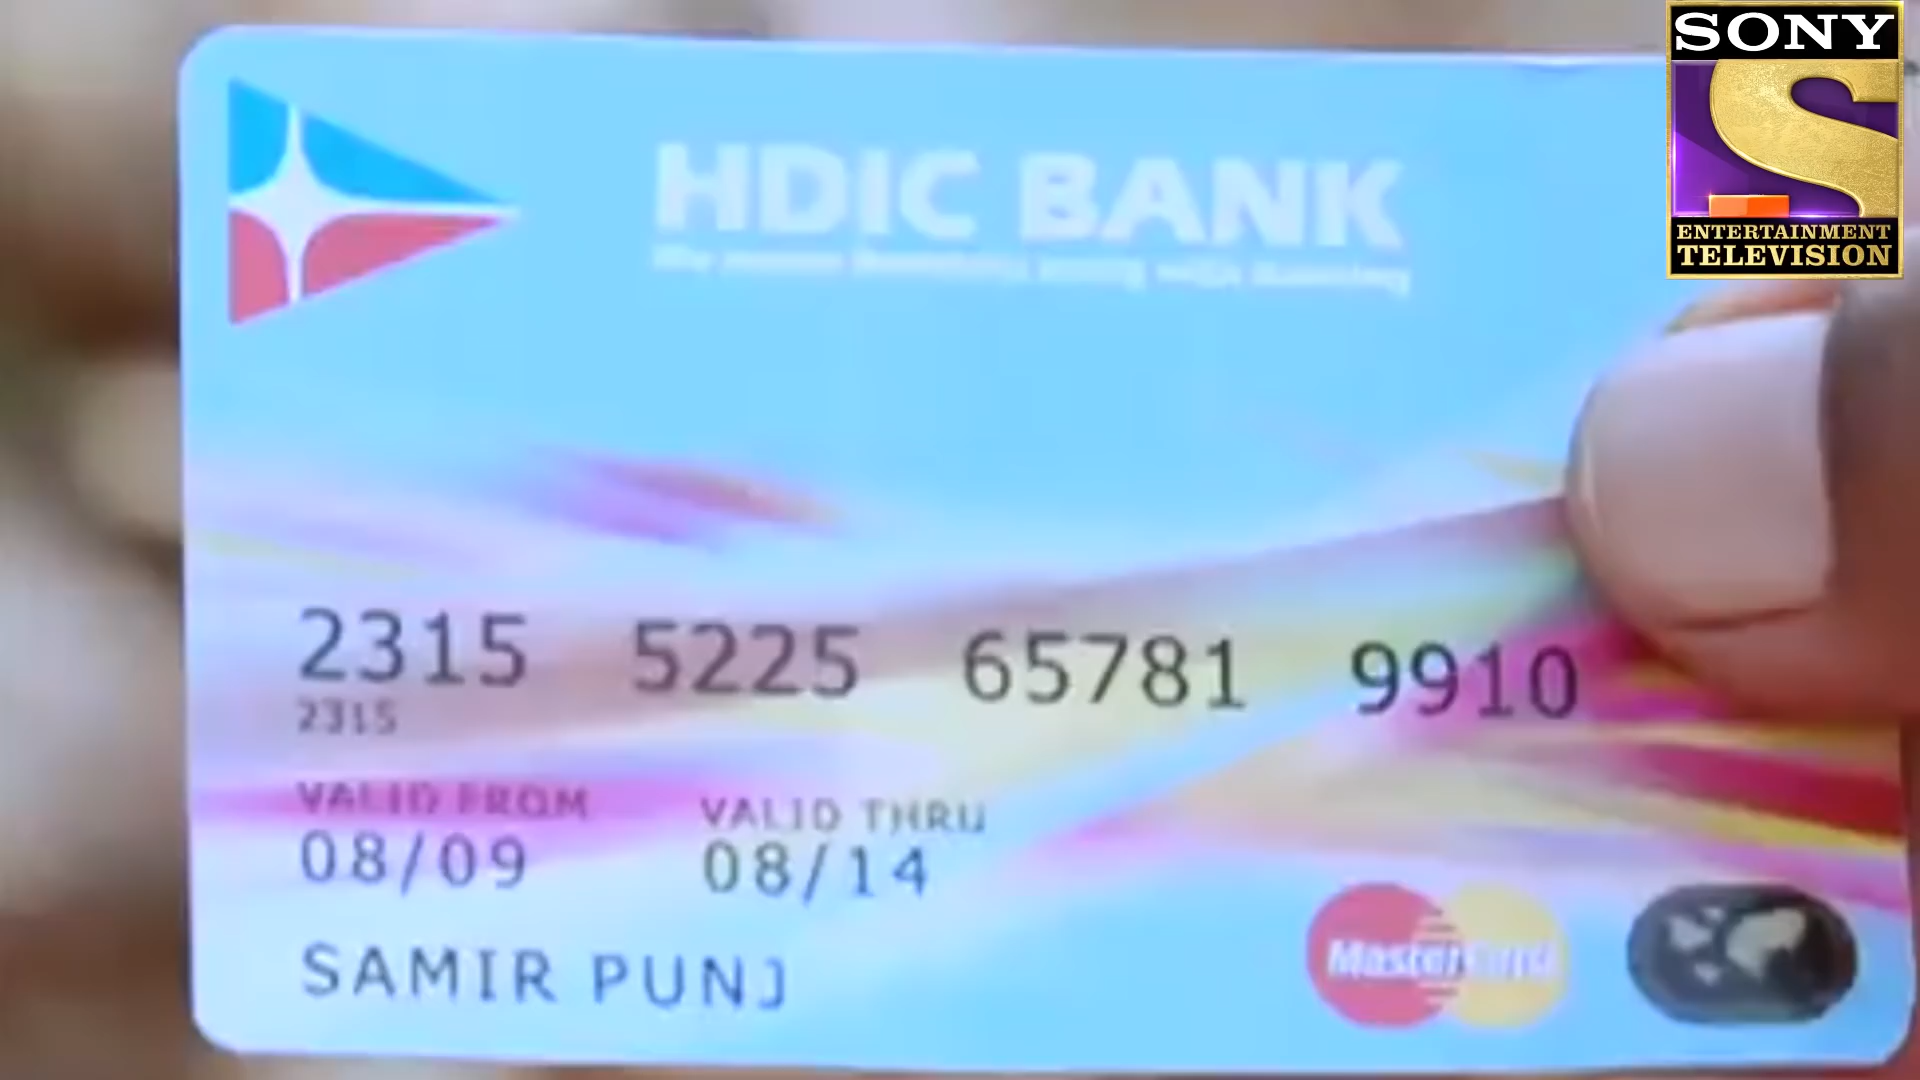 SONY
ENTERTAINMENT
TELEVISION
HDIC BANK
2315 5225 65781 9910
2315
VALID FROM VALID THRU
08/09 08/14
SAMIR PUNJ
MasterCard